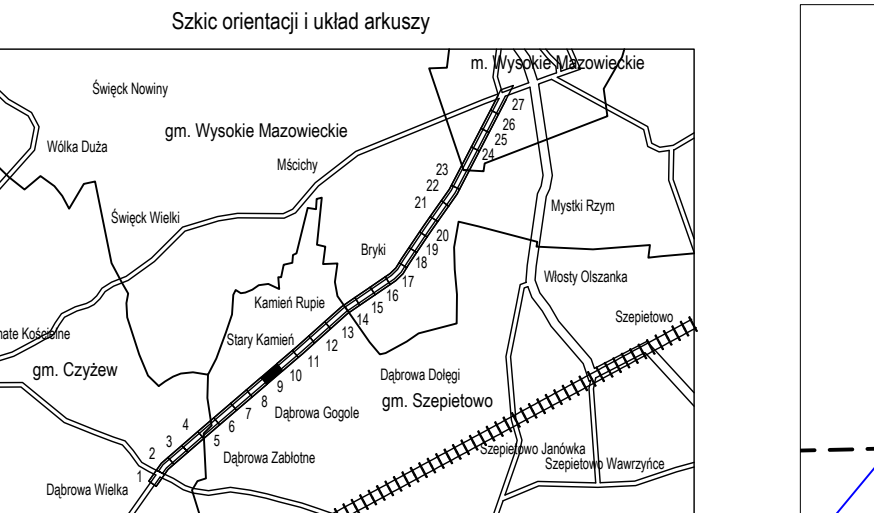 Szkic orientacji i układ arkuszy
m. Wysokie Mazowieckie
Święck Nowiny
27
gm. Wysokie Mazowieckie
26
Wólka Duża
25
24
Mścichy
23
22
21
Mystki Rzym
Święck Wielki
20
Bryki
19
18
17
Włosty Olszanka
16
Kamień Rupie
15
14
Szepietowo
13
Stary Kamień
12
11
gm. Czyżew
10
9
Dąbrowa Dołęgi
8
gm. Szepietowo
7
Dąbrowa Gogole
6
5
4
3
2
1
Dąbrowa Zabłotne
Szepietowo Janówka
Szepietowo Wawrzyńce
Dąbrowa Wielka